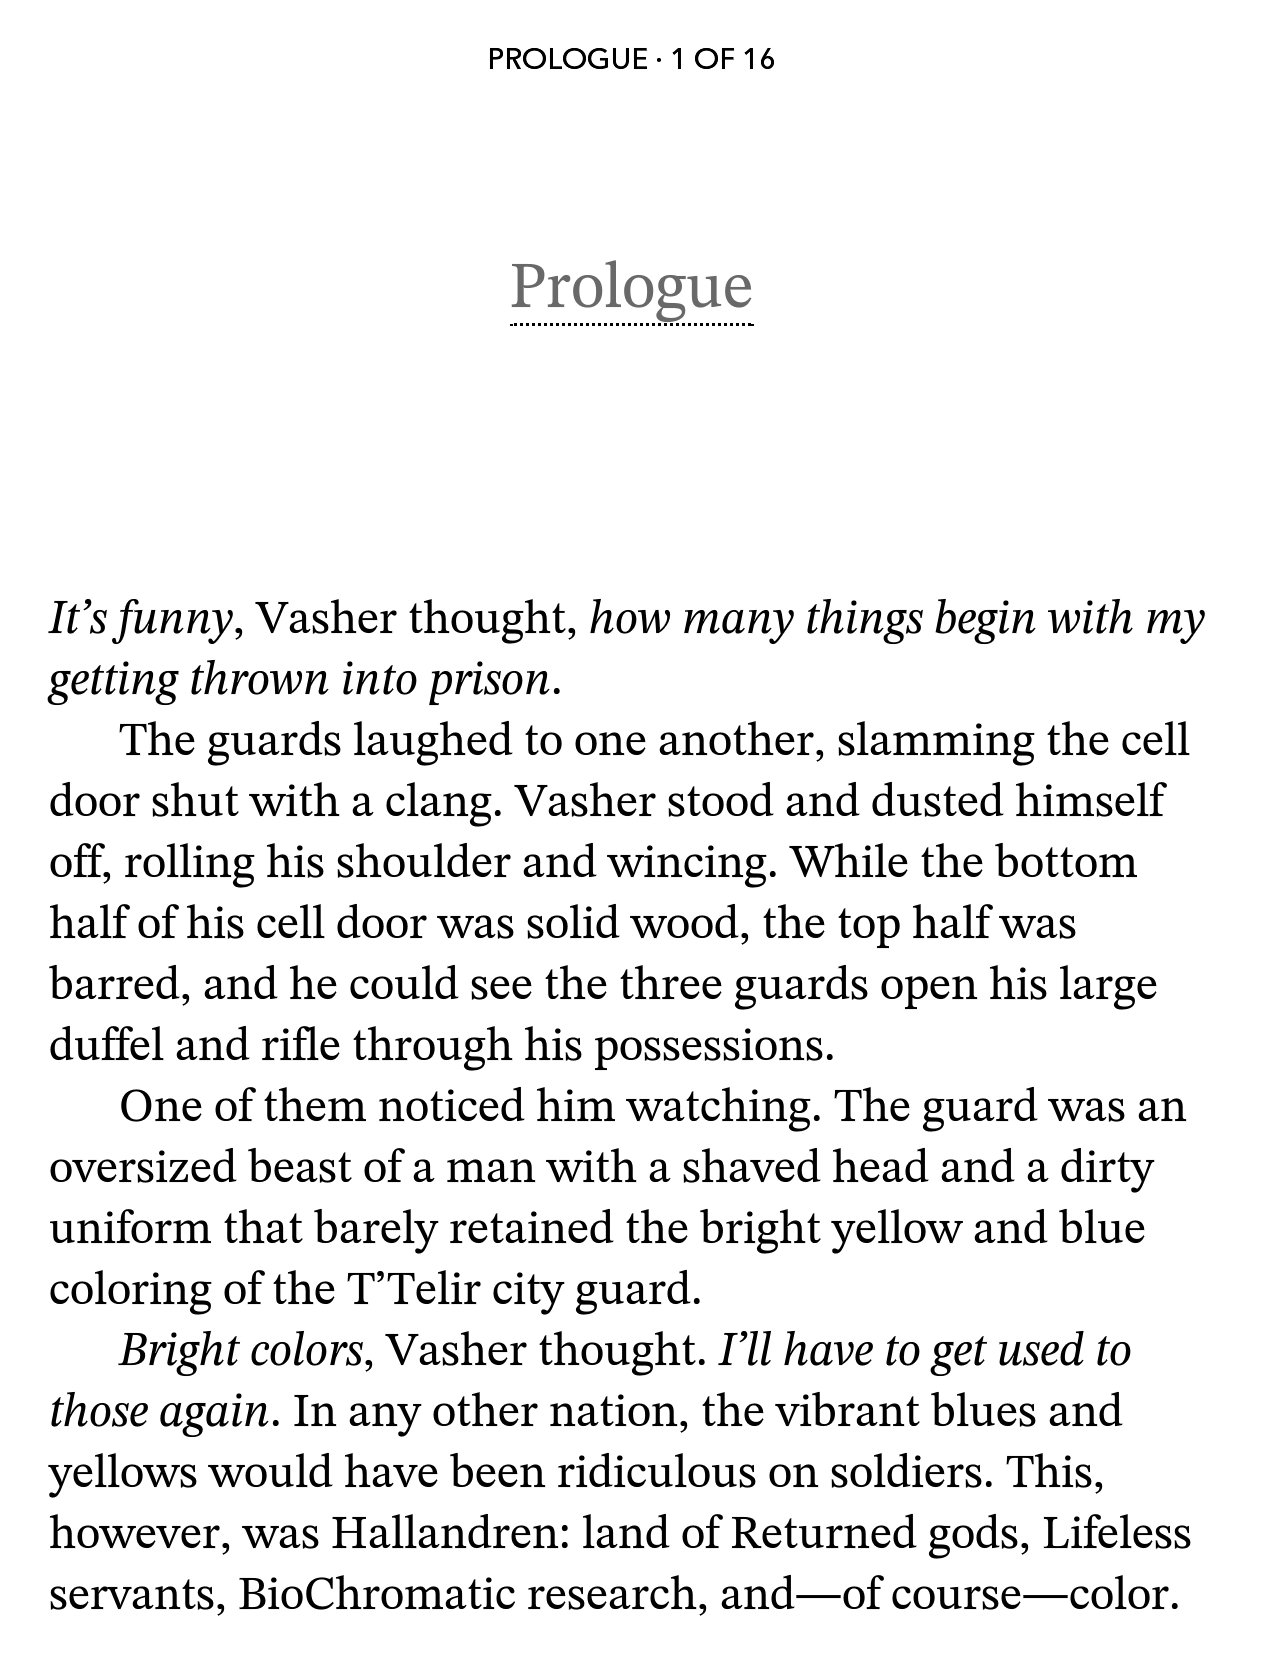 PROLOGUE · 1 OF 16
Prologue
It’s funny, Vasher thought, how many things begin with my
getting thrown into prison.
The guards laughed to one another, slamming the cell
door shut with a clang. Vasher stood and dusted himself
off, rolling his shoulder and wincing. While the bottom
half of his cell door was solid wood, the top half was
barred, and he could see the three guards open his large
duffel and rifle through his possessions.
One of them noticed him watching. The guard was an
oversized beast of a man with a shaved head and a dirty
uniform that barely retained the bright yellow and blue
coloring of the T’Telir city guard.
Bright colors, Vasher thought. I’ll have to get used to
those again. In any other nation, the vibrant blues and
yellows would have been ridiculous on soldiers. This,
however, was Hallandren: land of Returned gods, Lifeless
servants, BioChromatic research, and—of course—color.